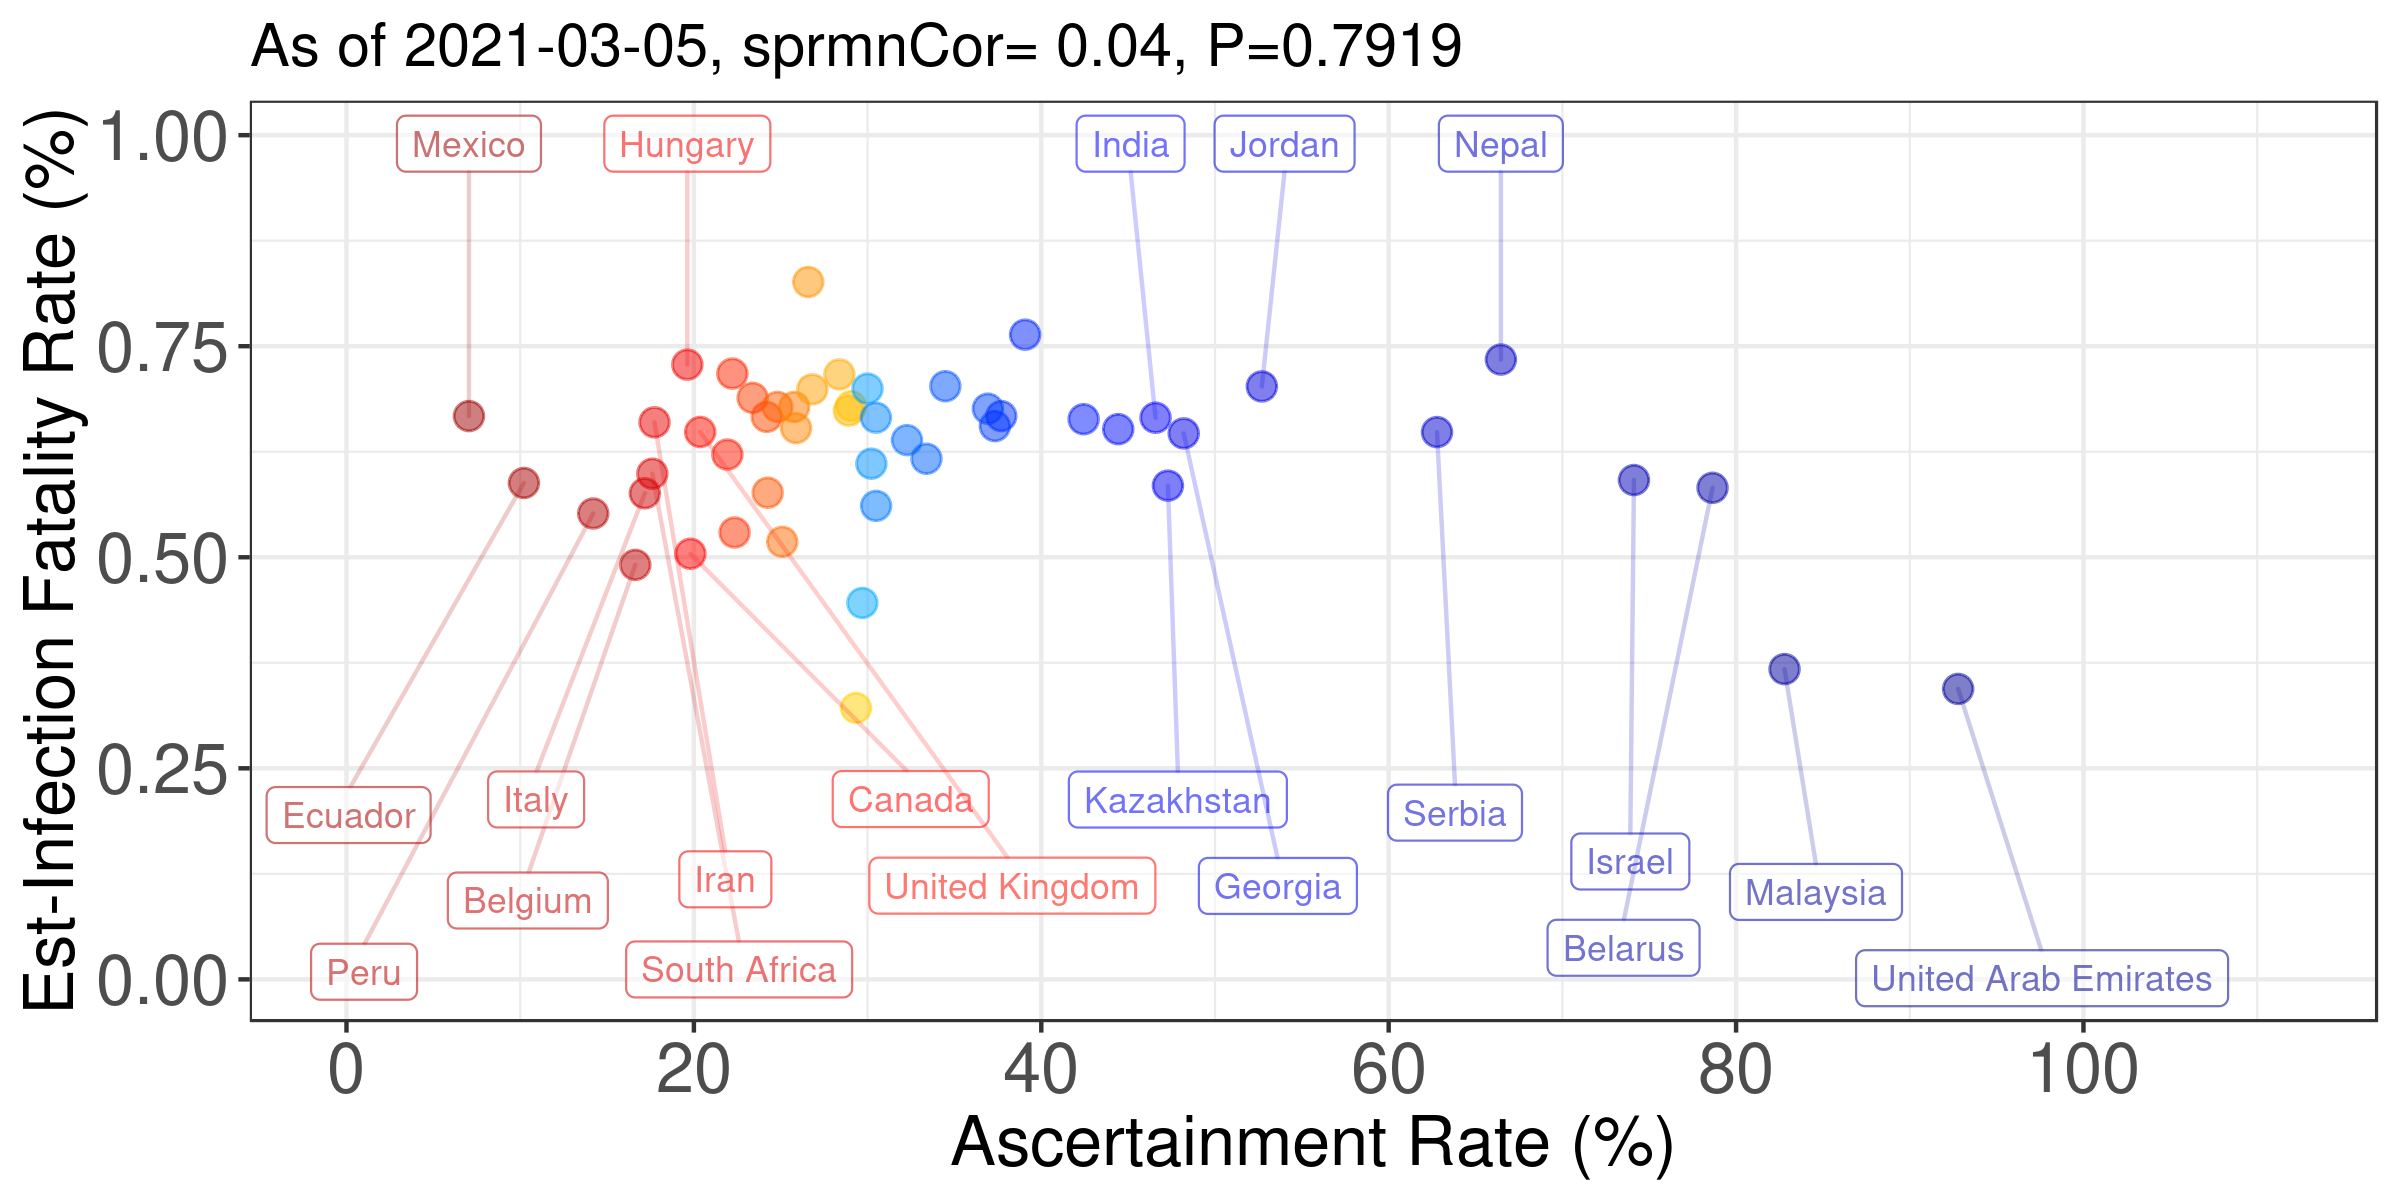 As of 2021-03-05, sprmnCor= 0.04, P=0.7919
Est-Infection Fatality Rate (%)
1.00
0.75
0.50
0.25
0.00
Mexico
Hungary
India
Jordan
Nepal
Ecuador
Italy
Canada
Kazakhstan
Serbia
Israel
Belgium
Iran
United Kingdom
Georgia
Malaysia
Belarus
Peru
South Africa
United Arab Emirates
0
20
40
60
80
100
Ascertainment Rate (%)